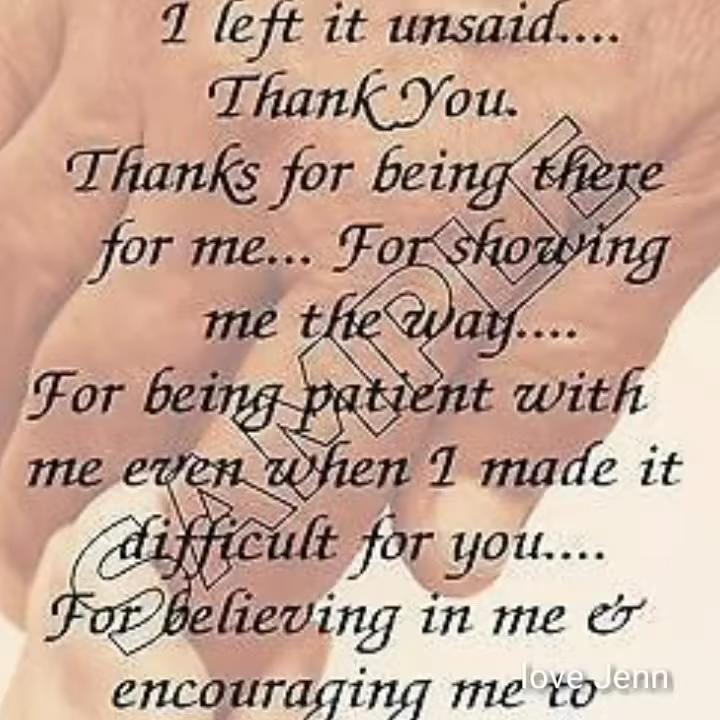 I left it unsaid....
Thank You.
Thanks for being there
for me... For showing
me the way....
For being patient with
me even when I made it
difficult for you....
For believing in me &
encouraging me to
love Jenn
SAMPLE